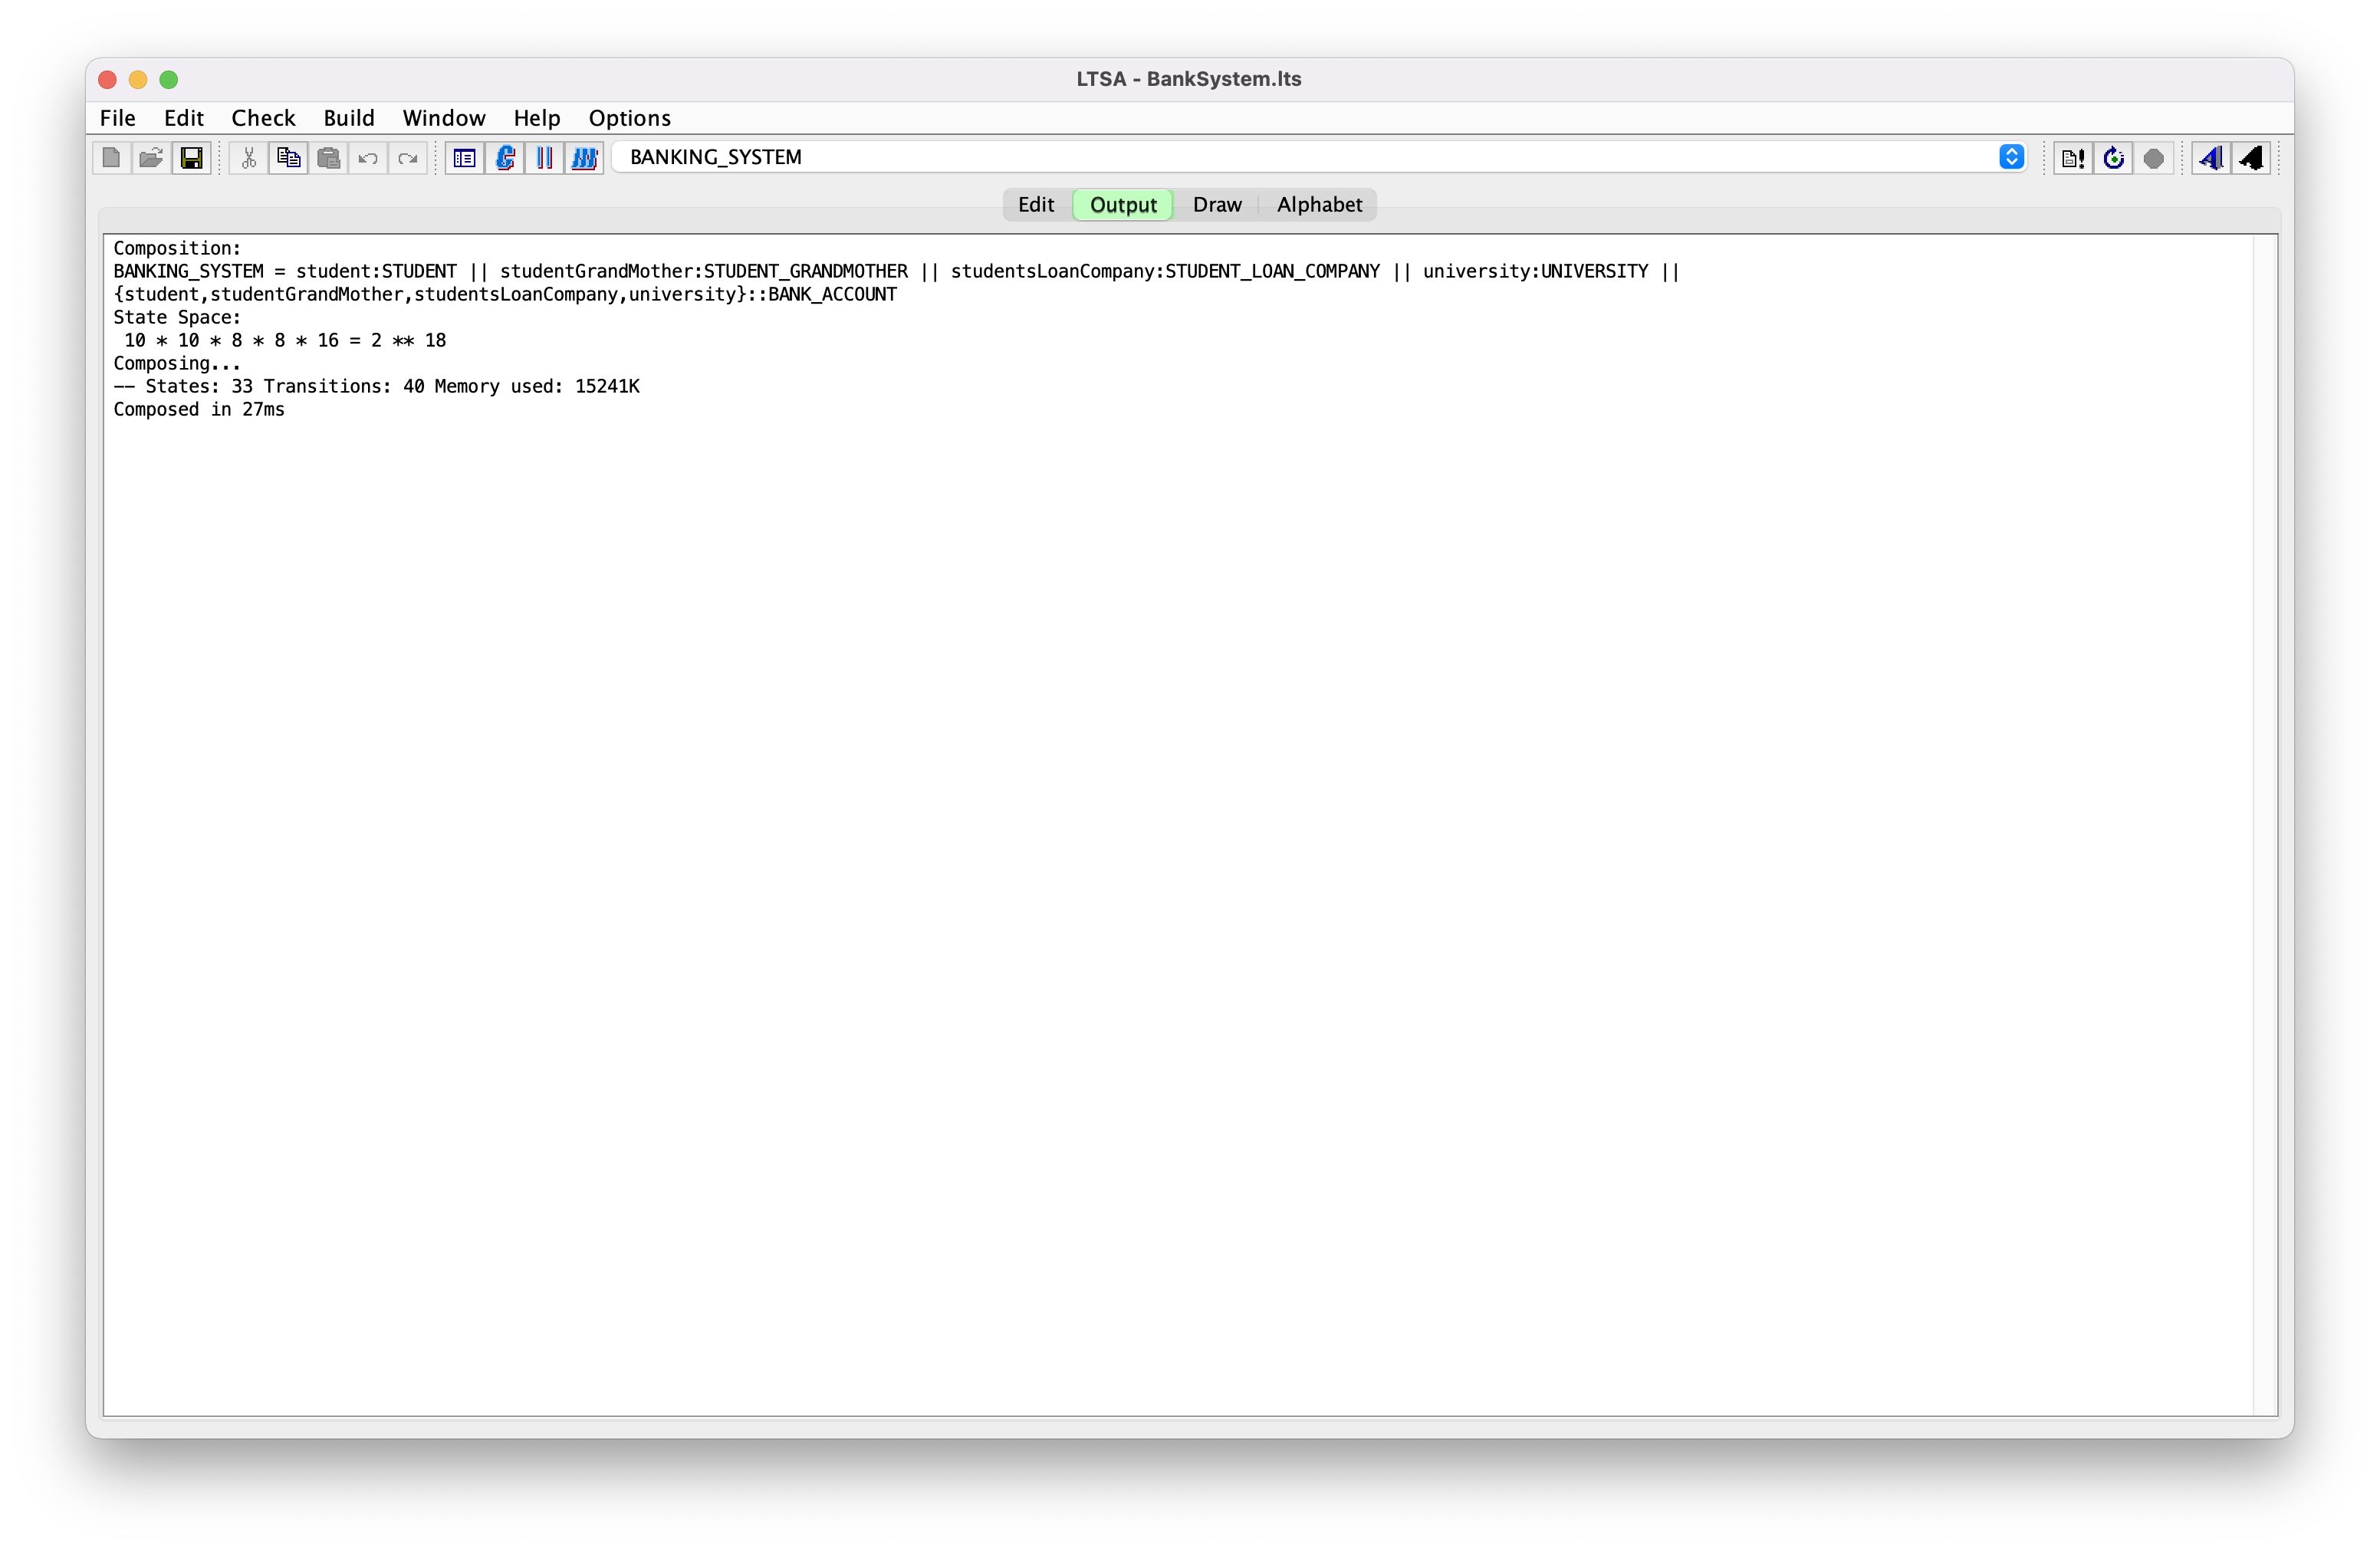 LTSA - BankSystem.lts
File Edit Check Build Window Help Options
BANKING_SYSTEM
Edit Output Draw Alphabet
Composition:
BANKING_SYSTEM = student:STUDENT || studentGrandMother:STUDENT_GRANDMOTHER || studentsLoanCompany:STUDENT_LOAN_COMPANY || university:UNIVERSITY ||
{student,studentGrandMother,studentsLoanCompany,university}::BANK_ACCOUNT
State Space:
10 * 10 * 8 * 8 * 16 = 2 ** 18
Composing...
-- States: 33 Transitions: 40 Memory used: 15241K
Composed in 27ms